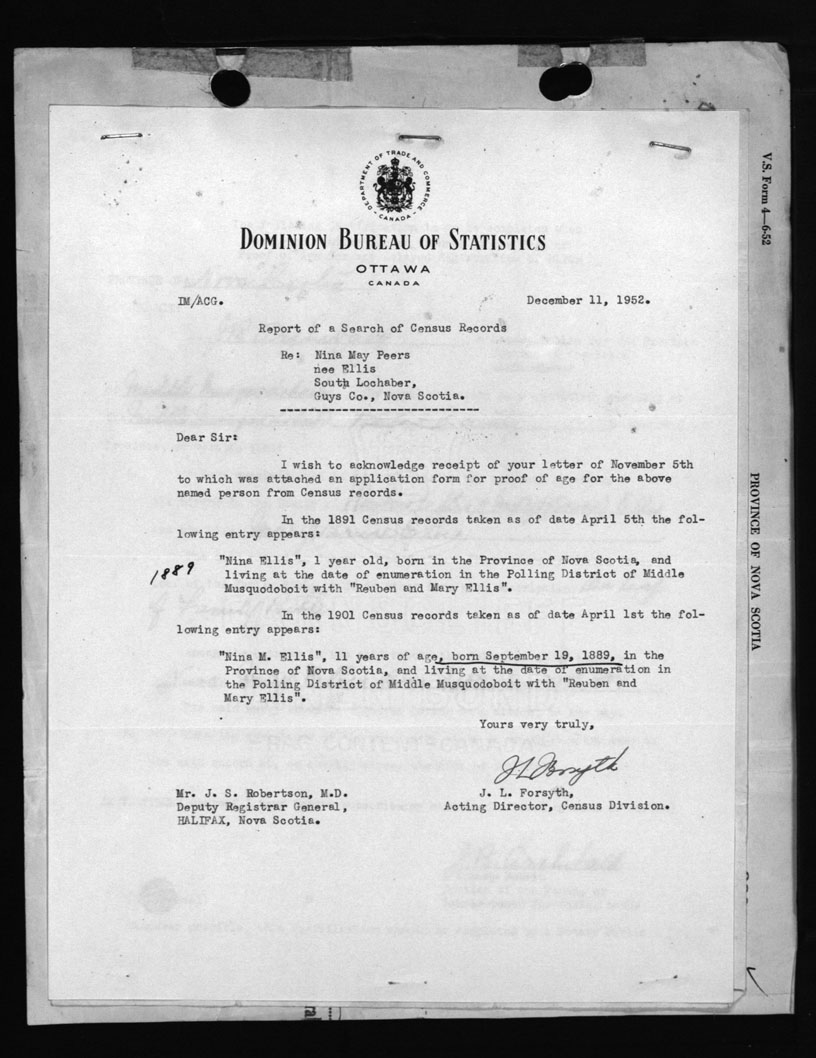 DEPARTMENT OF TRADE AND COMMERCE
- CANADA -
DOMINION BUREAU OF STATISTICS
OTTAWA
CANADA
IM/ACG. December 11, 1952.
Report of a Search of Census Records
Re: Nina May Peers
nee Ellis
South Lochaber,
Guys Co., Nova Scotia.
Dear Sir:
I wish to acknowledge receipt of your letter of November 5th
to which was attached an application form for proof of age for the above
named person from Census records.
In the 1891 Census records taken as of date April 5th the fol-
lowing entry appears:
1889
"Nina Ellis", 1 year old, born in the Province of Nova Scotia, and
living at the date of enumeration in the Polling District of Middle
Musquodoboit with "Reuben and Mary Ellis".
In the 1901 Census records taken as of date April 1st the fol-
lowing entry appears:
"Nina M. Ellis", 11 years of age, born September 19, 1889, in the
Province of Nova Scotia, and living at the date of enumeration in
the Polling District of Middle Musquodoboit with "Reuben and
Mary Ellis".
Yours very truly,
J L Forsyth
J. L. Forsyth,
Acting Director, Census Division.
Mr. J. S. Robertson, M.D.
Deputy Registrar General,
HALIFAX, Nova Scotia.
V.S. Form 4—6-52
PROVINCE OF NOVA SCOTIA